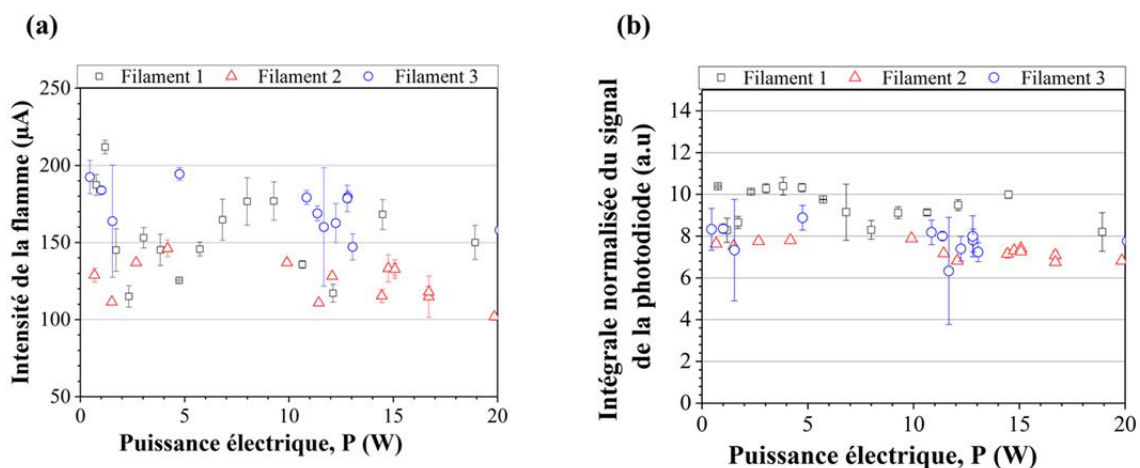 (a)
Filament 1 Filament 2 Filament 3
Intensité de la flamme (µA)
250
200
150
100
50
0 5 10 15 20
Puissance électrique, P (W)
(b)
Filament 1 Filament 2 Filament 3
Intégrale normalisée du signal
de la photodiode (a.u)
14
12
10
8
6
4
2
0
0 5 10 15 20
Puissance électrique, P (W)